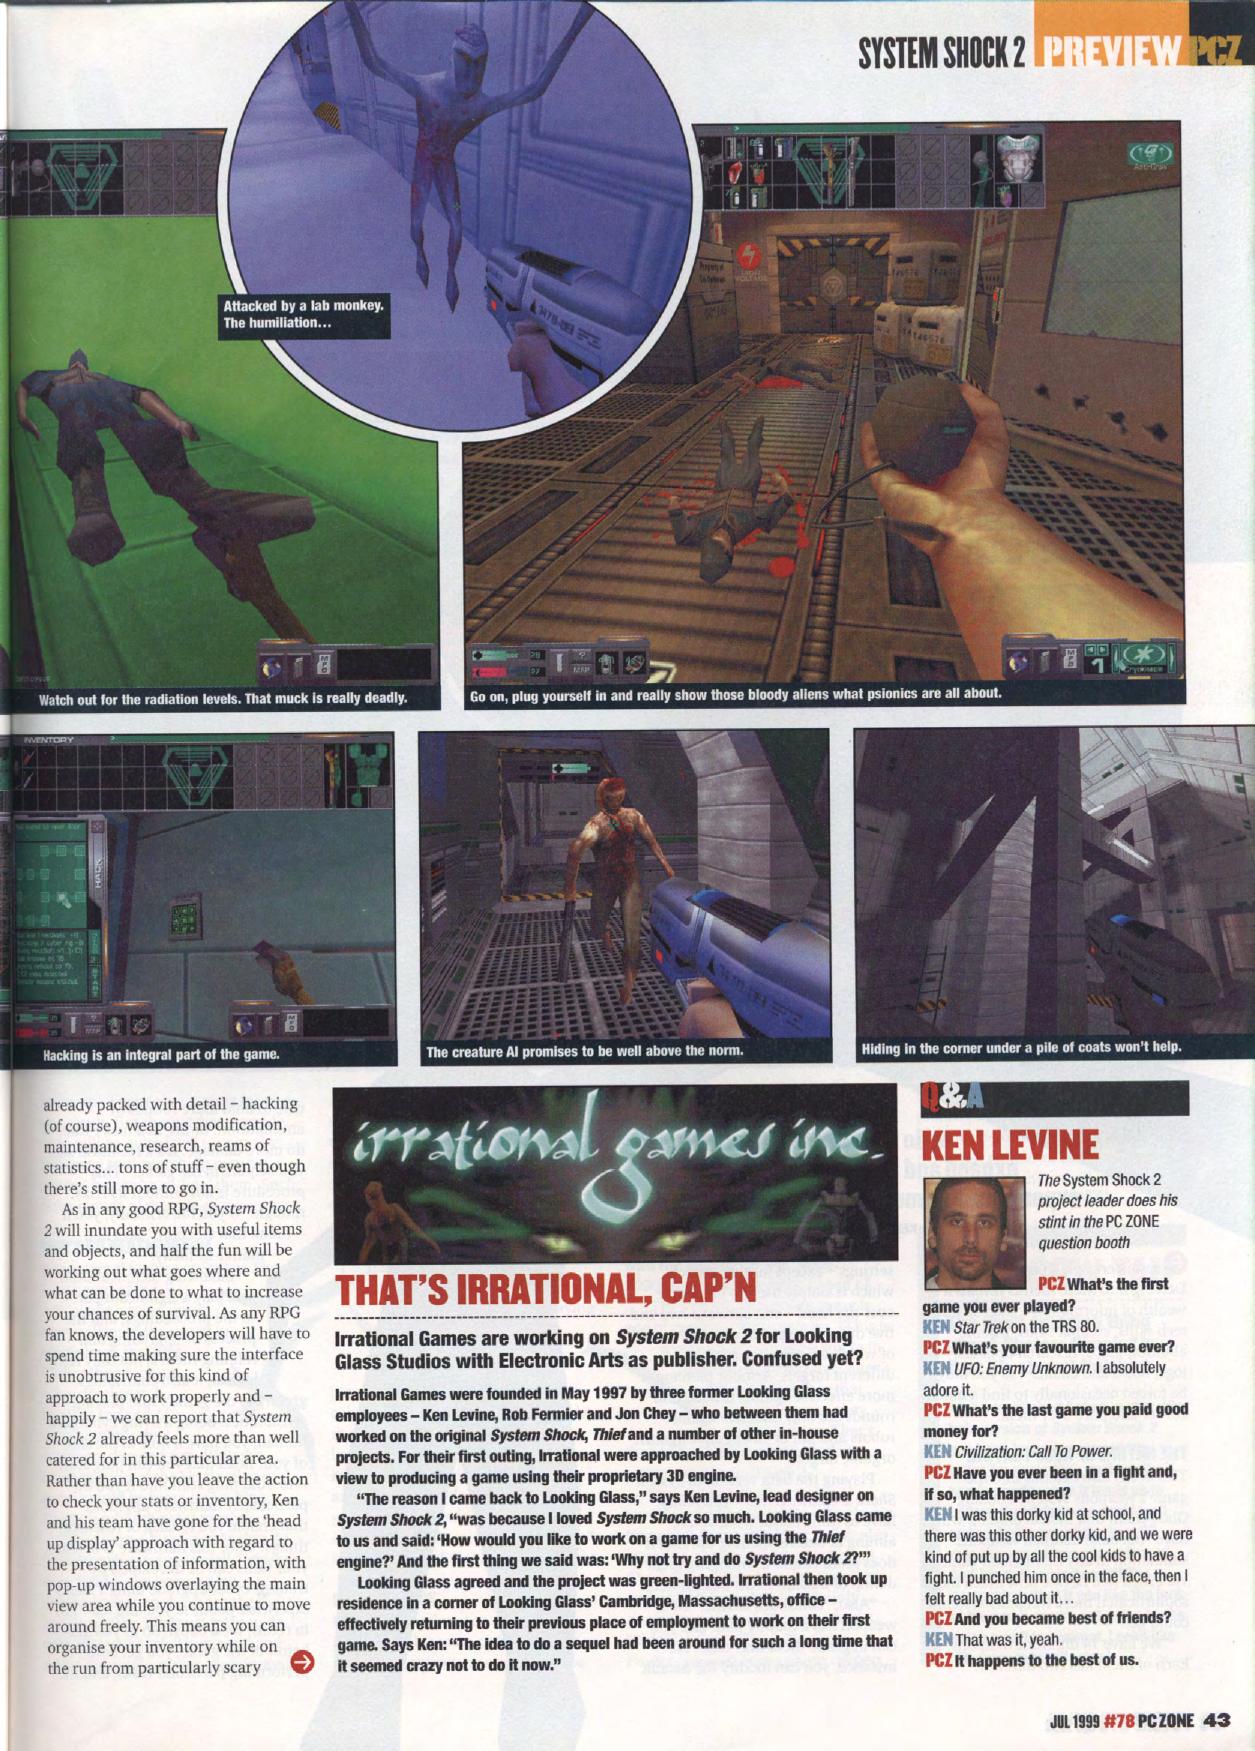 SYSTEM SHOCK 2 PREVIEW PCZ
Attacked by a lab monkey.
The humiliation...
Watch out for the radiation levels. That muck is really deadly.
Go on, plug yourself in and really show those bloody aliens what psionics are all about.
INVENTORY
HACK
START
Hacking is an integral part of the game.
The creature AI promises to be well above the norm.
Hiding in the corner under a pile of coats won't help.
already packed with detail – hacking
(of course), weapons modification,
maintenance, research, reams of
statistics... tons of stuff – even though
there's still more to go in.
As in any good RPG, System Shock
2 will inundate you with useful items
and objects, and half the fun will be
working out what goes where and
what can be done to what to increase
your chances of survival. As any RPG
fan knows, the developers will have to
spend time making sure the interface
is unobtrusive for this kind of
approach to work properly and –
happily – we can report that System
Shock 2 already feels more than well
catered for in this particular area.
Rather than have you leave the action
to check your stats or inventory, Ken
and his team have gone for the 'head
up display' approach with regard to
the presentation of information, with
pop-up windows overlaying the main
view area while you continue to move
around freely. This means you can
organise your inventory while on
the run from particularly scary
irrational games inc.
THAT'S IRRATIONAL, CAP'N
Irrational Games are working on System Shock 2 for Looking
Glass Studios with Electronic Arts as publisher. Confused yet?
Irrational Games were founded in May 1997 by three former Looking Glass
employees – Ken Levine, Rob Fermier and Jon Chey – who between them had
worked on the original System Shock, Thief and a number of other in-house
projects. For their first outing, Irrational were approached by Looking Glass with a
view to producing a game using their proprietary 3D engine.
"The reason I came back to Looking Glass," says Ken Levine, lead designer on
System Shock 2, "was because I loved System Shock so much. Looking Glass came
to us and said: 'How would you like to work on a game for us using the Thief
engine?' And the first thing we said was: 'Why not try and do System Shock 2?'"
Looking Glass agreed and the project was green-lighted. Irrational then took up
residence in a corner of Looking Glass' Cambridge, Massachusetts, office –
effectively returning to their previous place of employment to work on their first
game. Says Ken: "The idea to do a sequel had been around for such a long time that
it seemed crazy not to do it now."
Q&A
KEN LEVINE
The System Shock 2
project leader does his
stint in the PC ZONE
question booth
PCZ What's the first
game you ever played?
KEN Star Trek on the TRS 80.
PCZ What's your favourite game ever?
KEN UFO: Enemy Unknown. I absolutely
adore it.
PCZ What's the last game you paid good
money for?
KEN Civilization: Call To Power.
PCZ Have you ever been in a fight and,
if so, what happened?
KEN I was this dorky kid at school, and
there was this other dorky kid, and we were
kind of put up by all the cool kids to have a
fight. I punched him once in the face, then I
felt really bad about it...
PCZ And you became best of friends?
KEN That was it, yeah.
PCZ It happens to the best of us.
JUL 1999 #78 PC ZONE 43